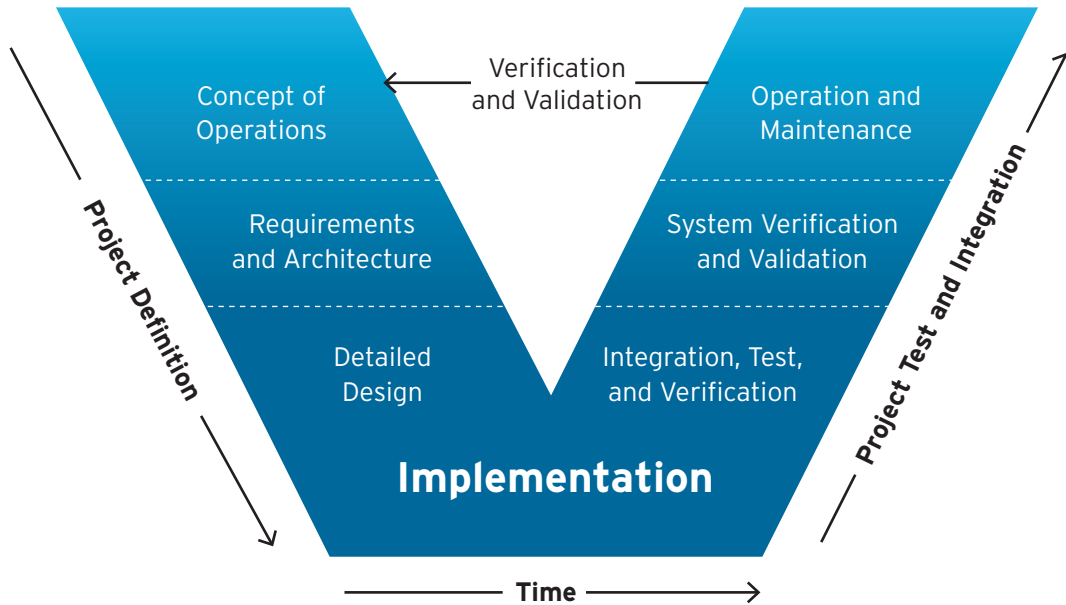 Concept of
Operations
Verification
and Validation
Operation and
Maintenance
Requirements
and Architecture
System Verification
and Validation
Detailed
Design
Integration, Test,
and Verification
Implementation
Project Definition
Project Test and Integration
Time